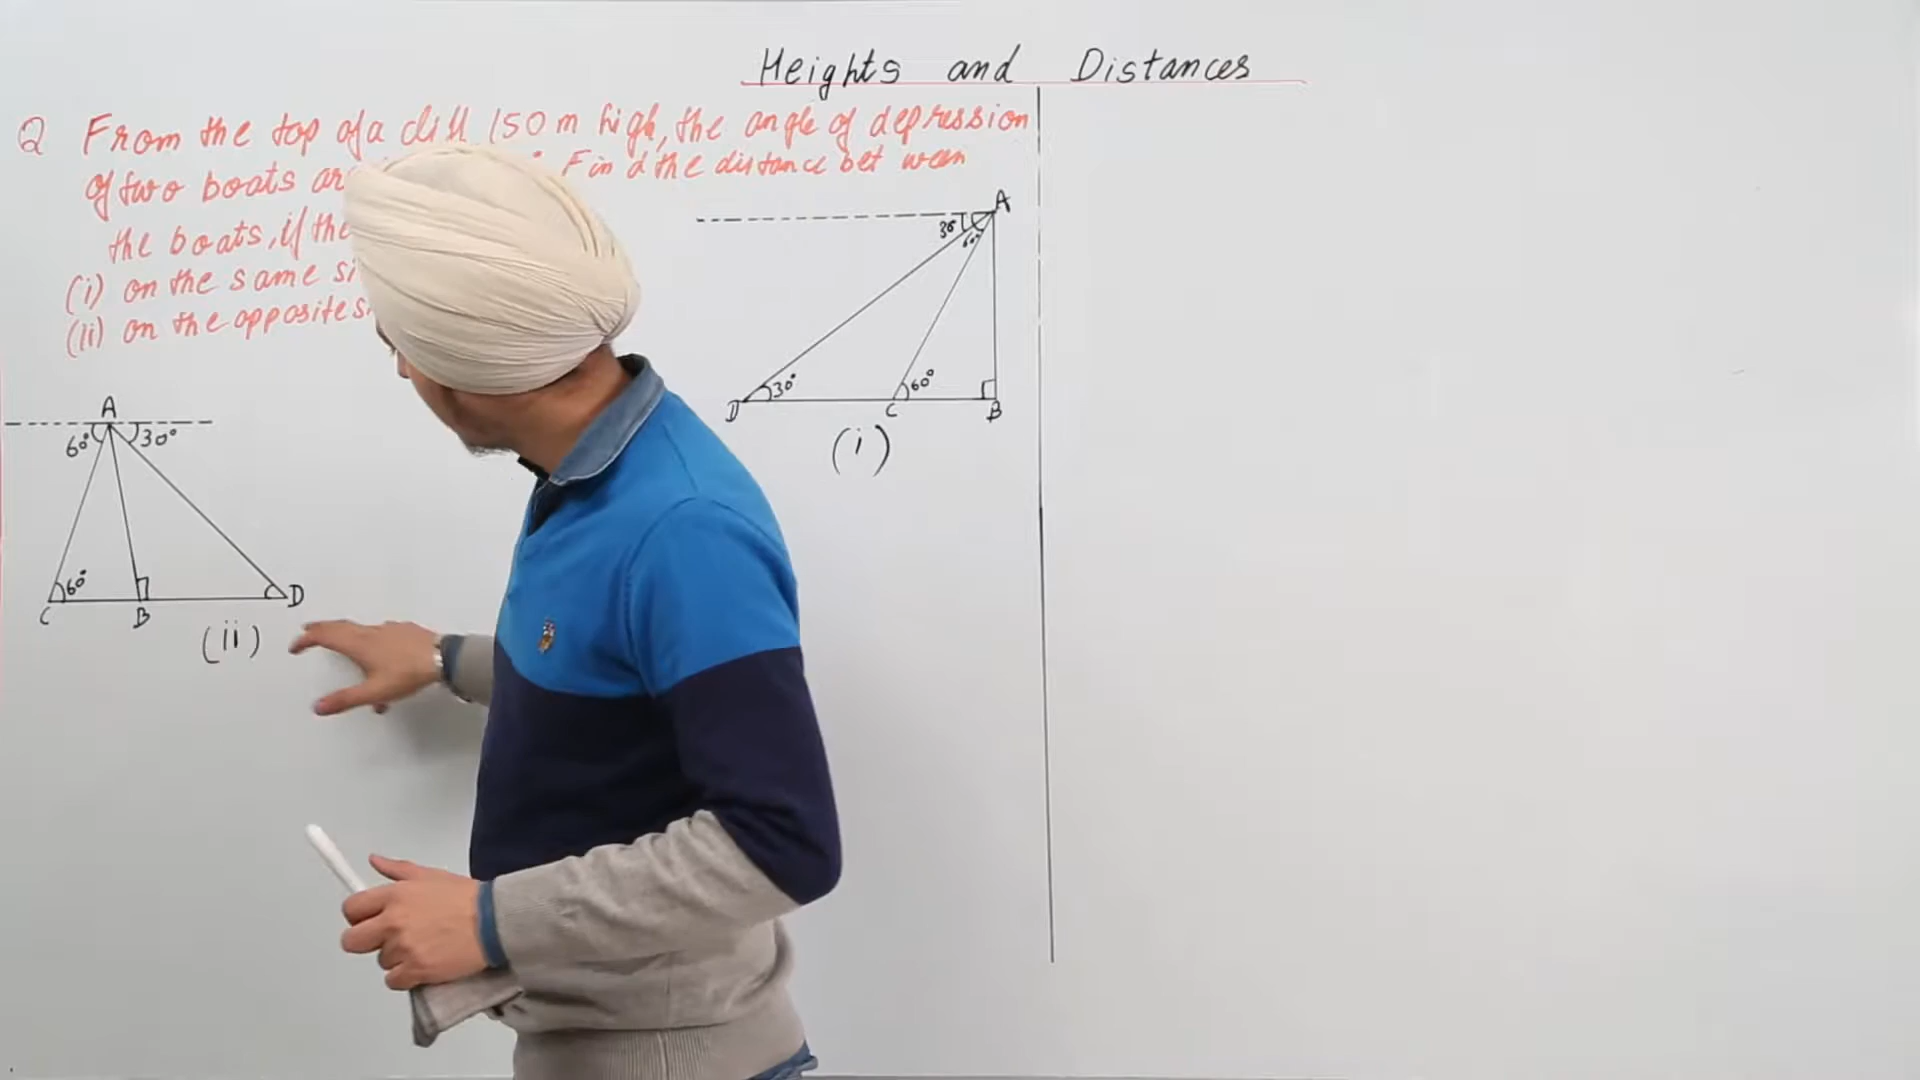 Heights and Distances
Q From the top of a cliff 150 m high, the angle of depression
of two boats are Find the distance between
the boats, if the
(i) on the same si
(ii) on the opposite s
A
30°
60°
D 30° C 60° B
(i)
A
60° 30°
60°
C B D
(ii)